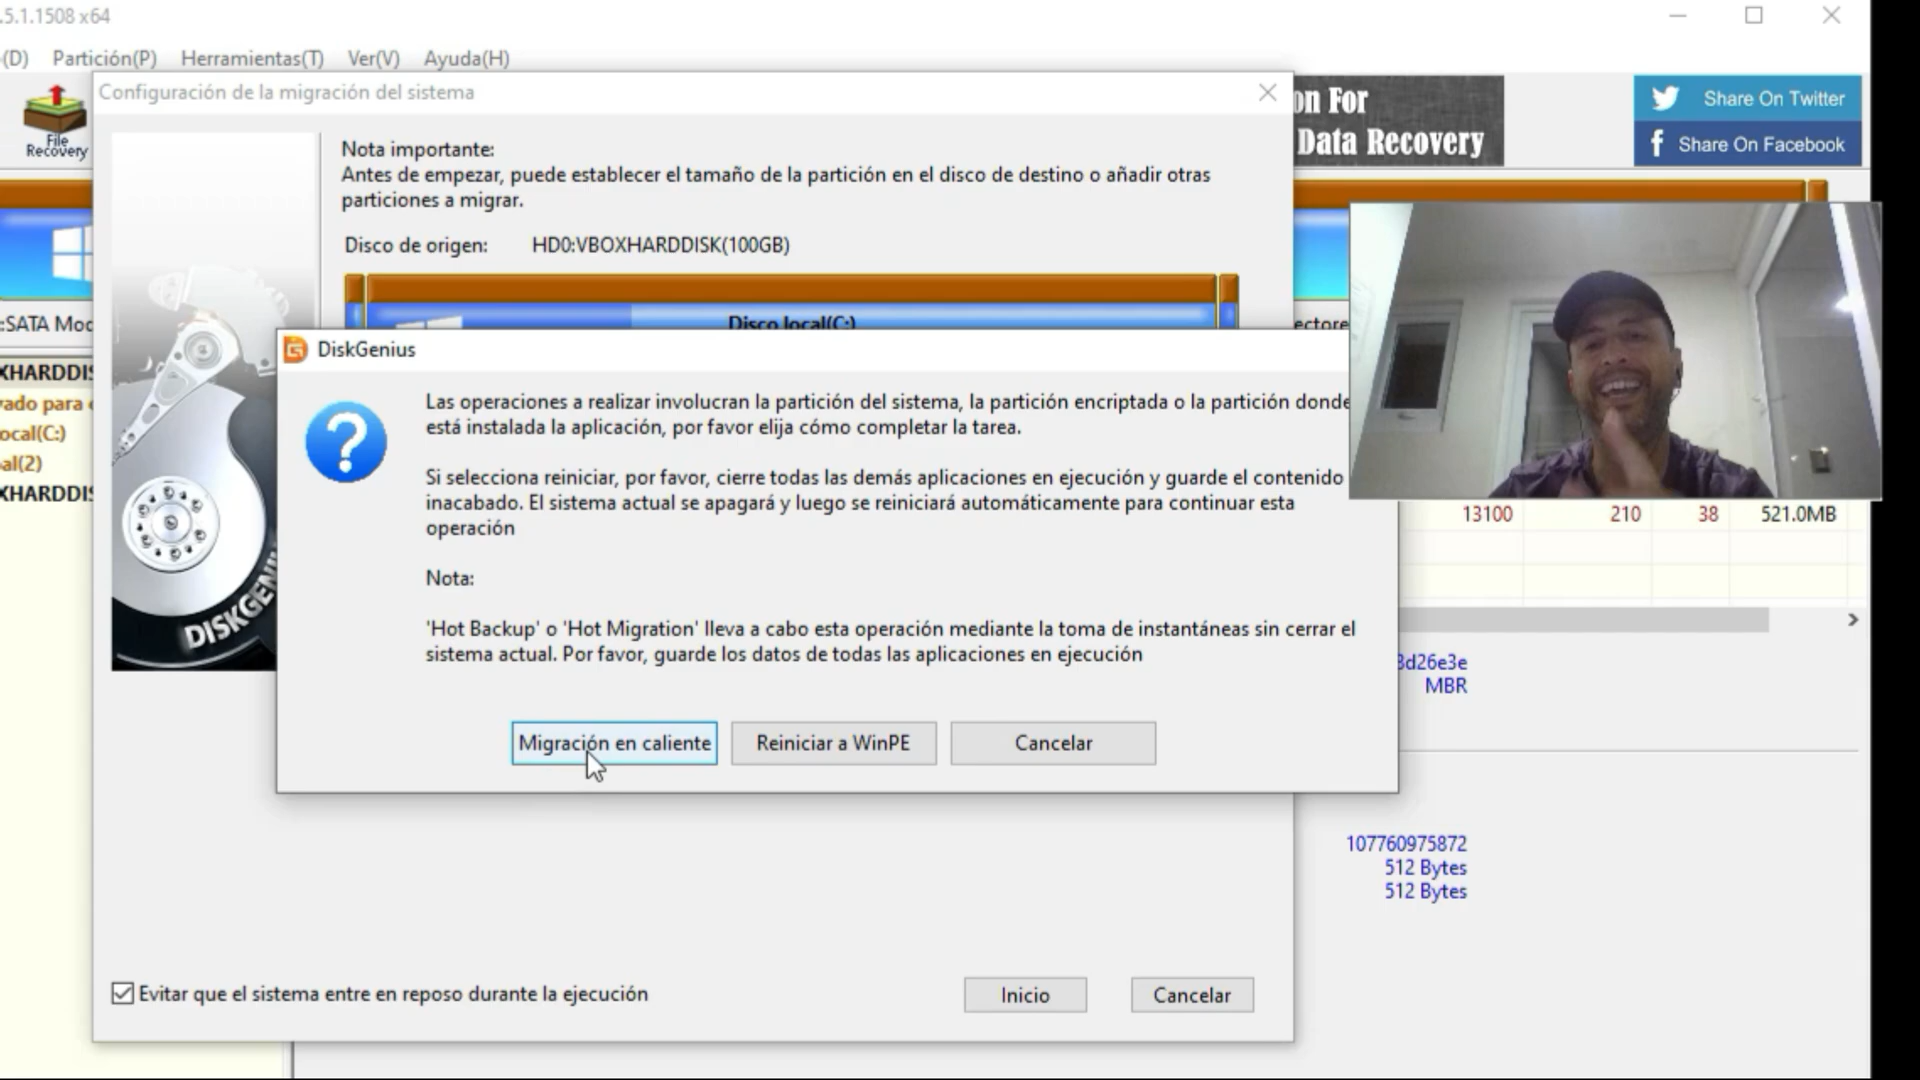 .5.1.1508 x64
(D) Partición(P) Herramientas(T) Ver(V) Ayuda(H)
File
Recovery
Configuración de la migración del sistema
on For
Data Recovery
Share On Twitter
Share On Facebook
Nota importante:
Antes de empezar, puede establecer el tamaño de la partición en el disco de destino o añadir otras
particiones a migrar.
Disco de origen: HD0:VBOXHARDDISK(100GB)
Disco local(C:)
:SATA Mod
ectore
XHARDDIS
vado para
ocal(C:)
al(2)
XHARDDIS
DISKGENI
DiskGenius
Las operaciones a realizar involucran la partición del sistema, la partición encriptada o la partición donde
está instalada la aplicación, por favor elija cómo completar la tarea.
Si selecciona reiniciar, por favor, cierre todas las demás aplicaciones en ejecución y guarde el contenido
inacabado. El sistema actual se apagará y luego se reiniciará automáticamente para continuar esta
operación
Nota:
'Hot Backup' o 'Hot Migration' lleva a cabo esta operación mediante la toma de instantáneas sin cerrar el
sistema actual. Por favor, guarde los datos de todas las aplicaciones en ejecución
Migración en caliente Reiniciar a WinPE Cancelar
13100 210 38 521.0MB
3d26e3e
MBR
107760975872
512 Bytes
512 Bytes
Evitar que el sistema entre en reposo durante la ejecución
Inicio Cancelar